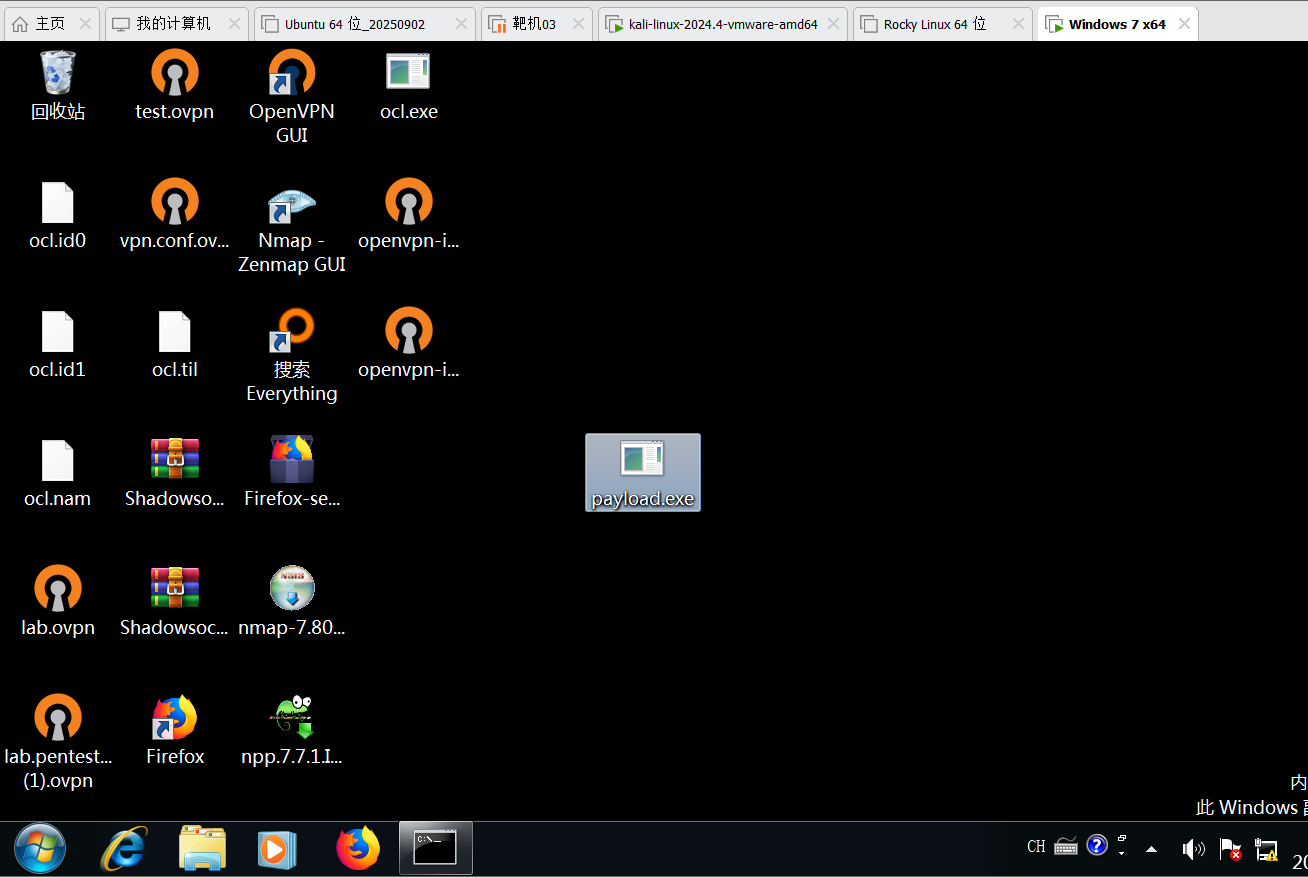 主页
我的计算机
Ubuntu 64 位_20250902
靶机03
kali-linux-2024.4-vmware-amd64
Rocky Linux 64 位
Windows 7 x64
回收站
test.ovpn
OpenVPN
GUI
ocl.exe
ocl.id0
vpn.conf.ov...
Nmap -
Zenmap GUI
openvpn-i...
ocl.id1
ocl.til
搜索
Everything
openvpn-i...
ocl.nam
Shadowso...
Firefox-se...
payload.exe
lab.ovpn
Shadowsoc...
NSIS
nmap-7.80...
lab.pentest...
(1).ovpn
Firefox
npp.7.7.1.I...
内
此 Windows
C:\._
CH
20